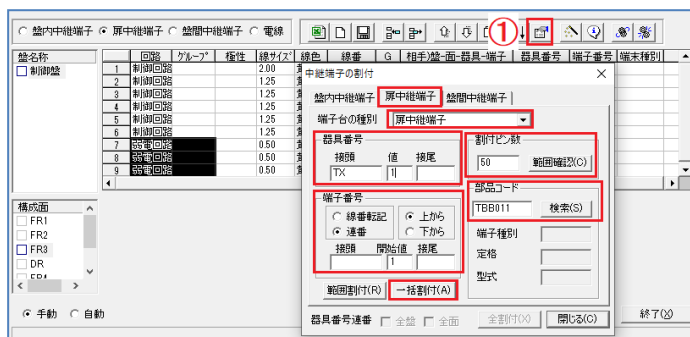 盤内中継端子 扉中継端子 盤間中継端子 電線
①
盤名称
制御盤
回路 グループ 極性 線サイズ 線色 線番 G 相手)盤-面-器具-端子 器具番号 端子番号 端末種別
1 制御回路 2.00
2 制御回路 1.25
3 制御回路 1.25
4 制御回路 1.25
5 制御回路 1.25
6 制御回路 1.25
7 弱電回路 0.50
8 弱電回路 0.50
9 弱電回路 0.50
構成面
FR1
FR2
FR3
DR
FR4
手動 自動
中継端子の割付
盤内中継端子 扉中継端子 盤間中継端子
端子台の種別 扉中継端子
器具番号
接頭 値 接尾
TX 1
割付ピン数
50 範囲確認(C)
端子番号
線番転記 上から
連番 下から
接頭 開始値 接尾
1
部品コード
TBB011 検索(S)
端子種別
定格
型式
範囲割付(R) 一括割付(A)
器具番号連番 全盤 全面 全割付(X) 閉じる(C)
終了(X)